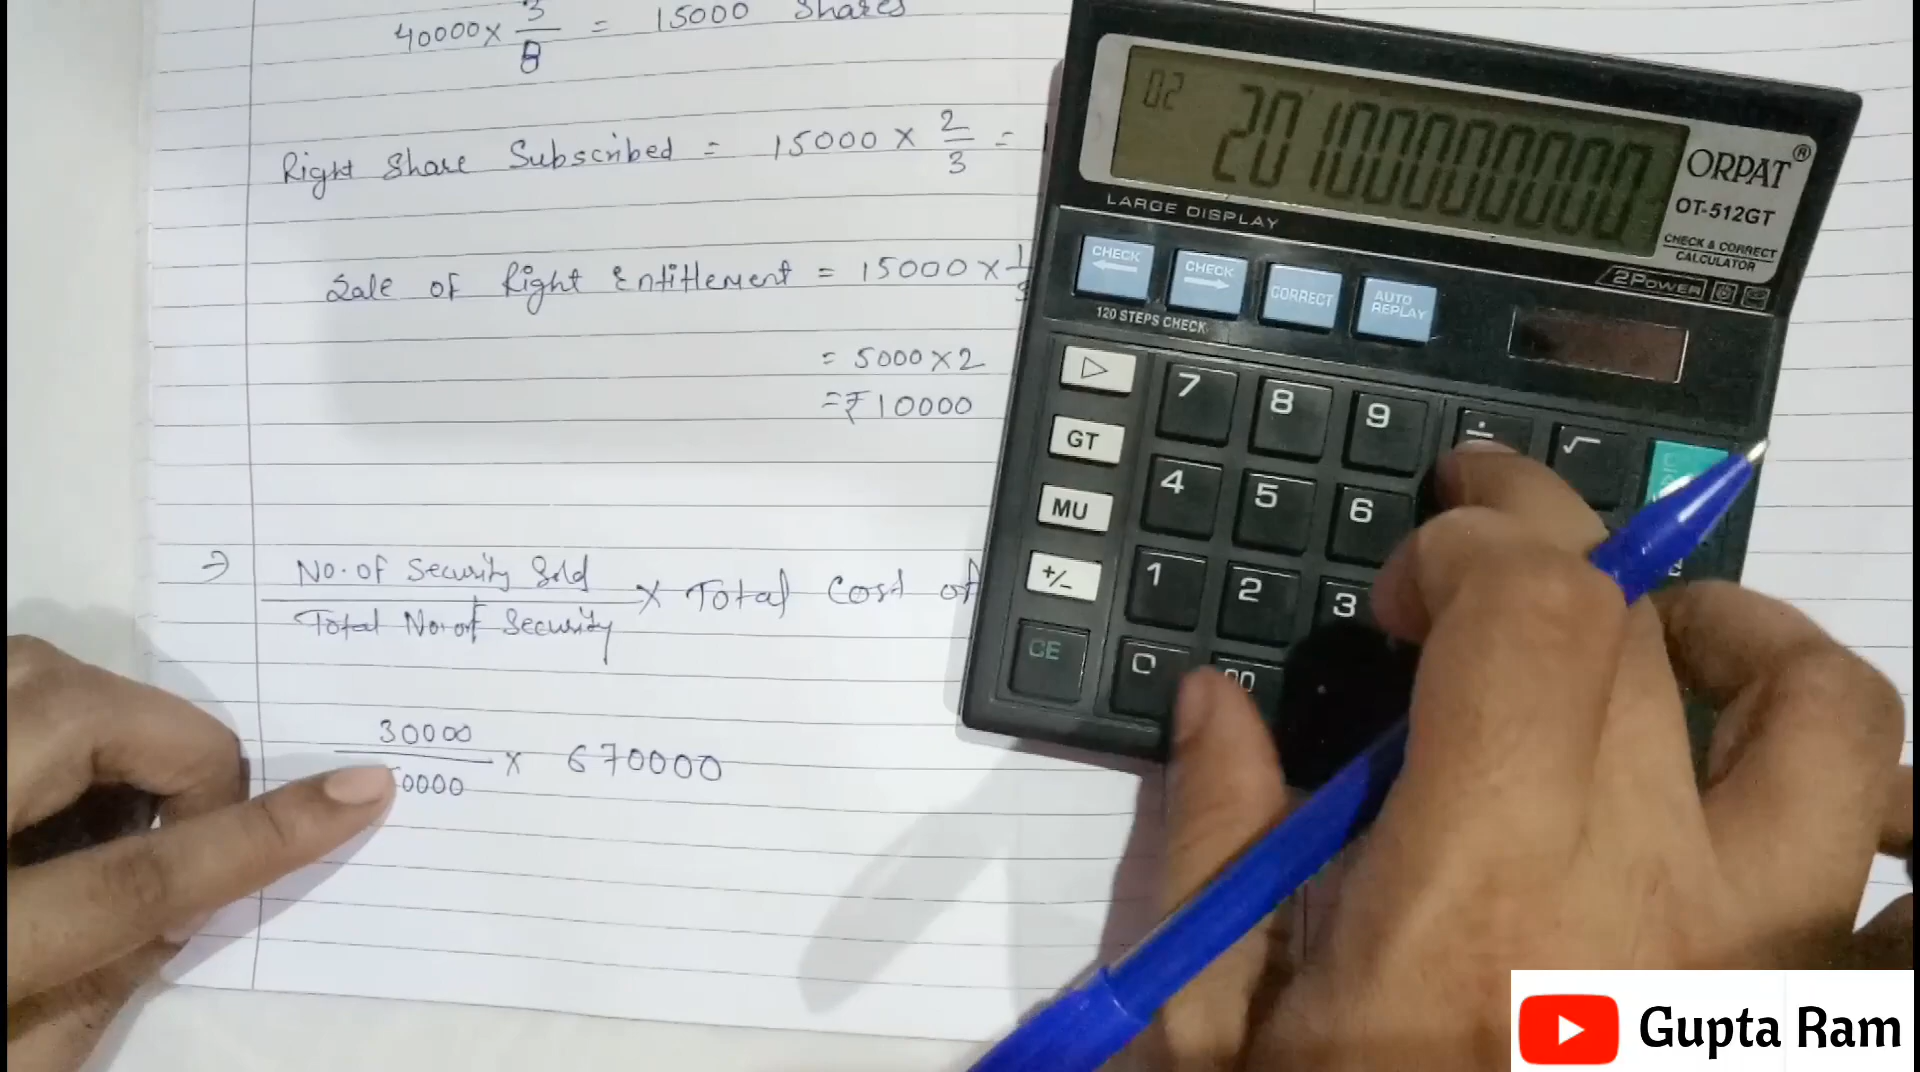 40000 × 3/8 = 15000 Shares
Right Share Subscribed = 15000 × 2/3 =
Sale of Right Entitlement = 15000 × 1/3
= 5000 × 2
= ₹ 10000
→ No. of Security Sold / Total No. of Security × Total Cost of
30000 / 0000 × 670000
02 20100000000
ORPAT®
OT-512GT
CHECK & CORRECT
CALCULATOR
LARGE DISPLAY
2POWER
CHECK ← CHECK → CORRECT AUTO REPLAY
120 STEPS CHECK
▷ 7 8 9 ÷ √
GT 4 5 6
MU 1 2 3
+/-
CE 0 00
Gupta Ram